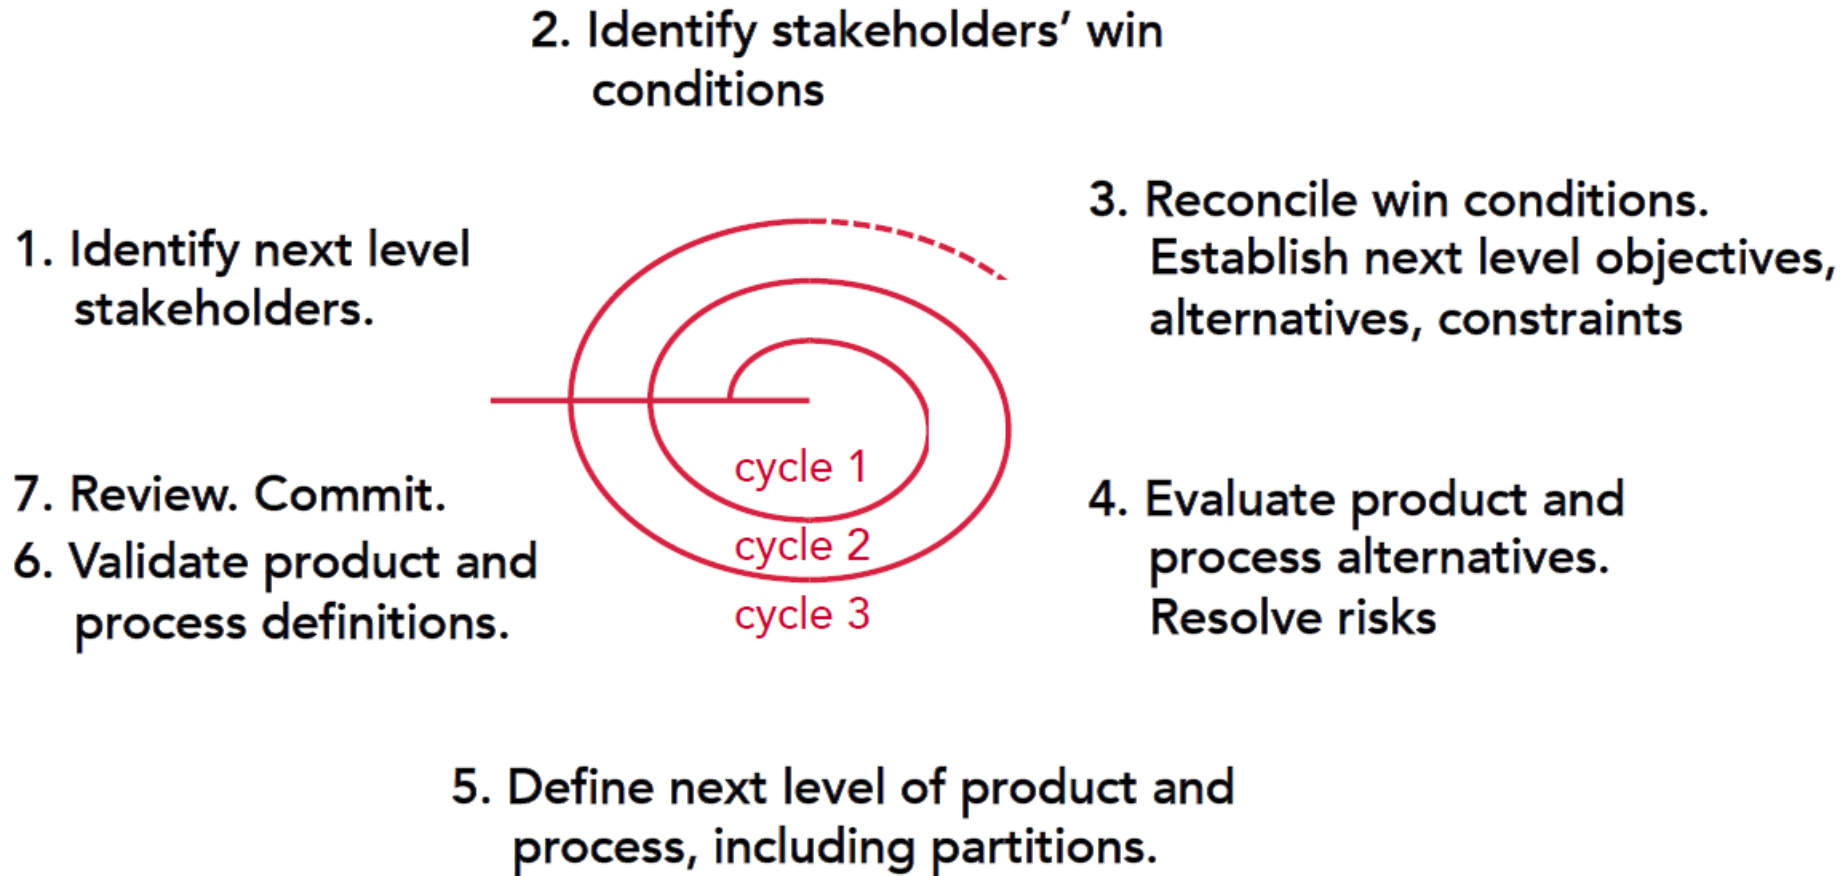 2. Identify stakeholders’ win
conditions
1. Identify next level
stakeholders.
3. Reconcile win conditions.
Establish next level objectives,
alternatives, constraints
cycle 1
cycle 2
cycle 3
7. Review. Commit.
6. Validate product and
process definitions.
4. Evaluate product and
process alternatives.
Resolve risks
5. Define next level of product and
process, including partitions.